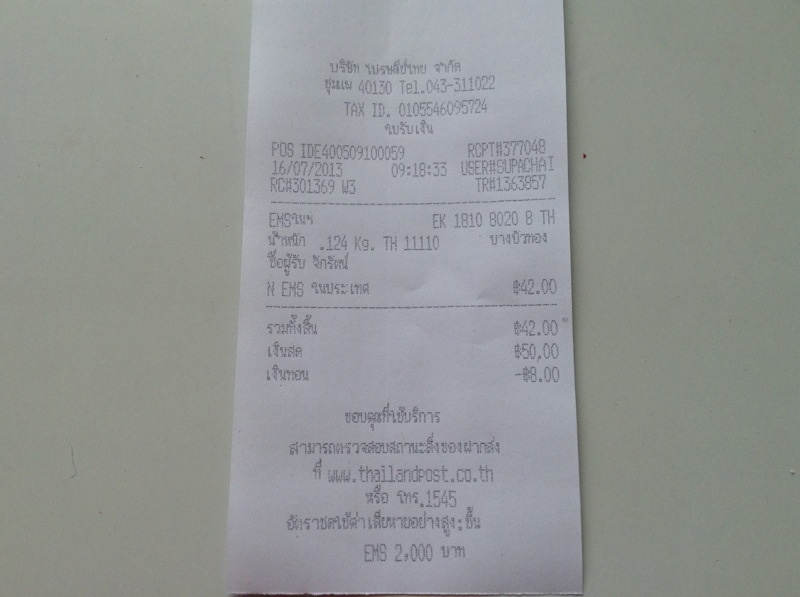 บริษัท ไปรษณีย์ไทย จำกัด
ชุมแพ 40130 Tel.043-311022
TAX ID. 0105546095724
ใบรับเงิน
POS IDE400509100059 RCPT#377048
16/07/2013 09:18:33 USER#SUPACHAI
RC#301369 W3 TR#1363857
EMSในฯ EK 1810 8020 8 TH
น้ำหนัก .124 Kg. TH 11110 บางบัวทอง
ชื่อผู้รับ จักรัตน์
N EMS ในประเทศ ฿42.00
รวมทั้งสิ้น ฿42.00
เงินสด ฿50.00
เงินทอน -฿8.00
ขอบคุณที่ใช้บริการ
สามารถตรวจสอบสถานะสิ่งของฝากส่ง
ที่ www.thailandpost.co.th
หรือ โทร.1545
อัตราชดใช้ค่าเสียหายอย่างสูง:ชิ้น
EMS 2,000 บาท